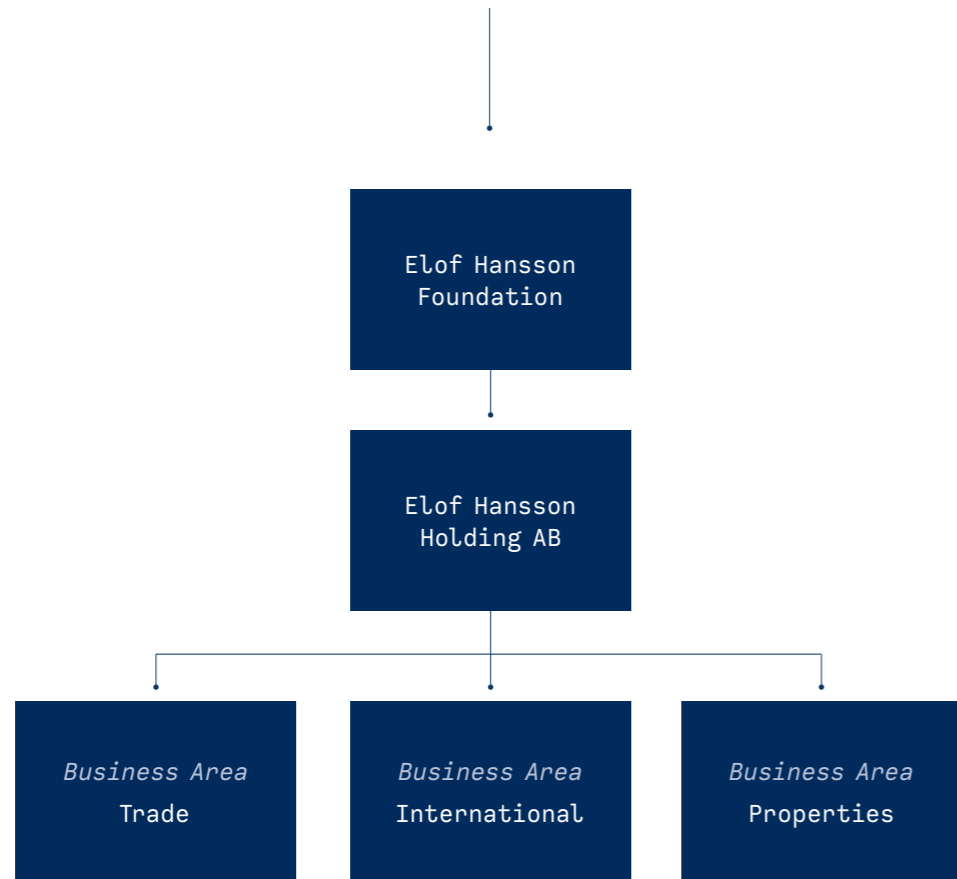 Elof Hansson
Foundation
Elof Hansson
Holding AB
Business Area
Trade
Business Area
International
Business Area
Properties